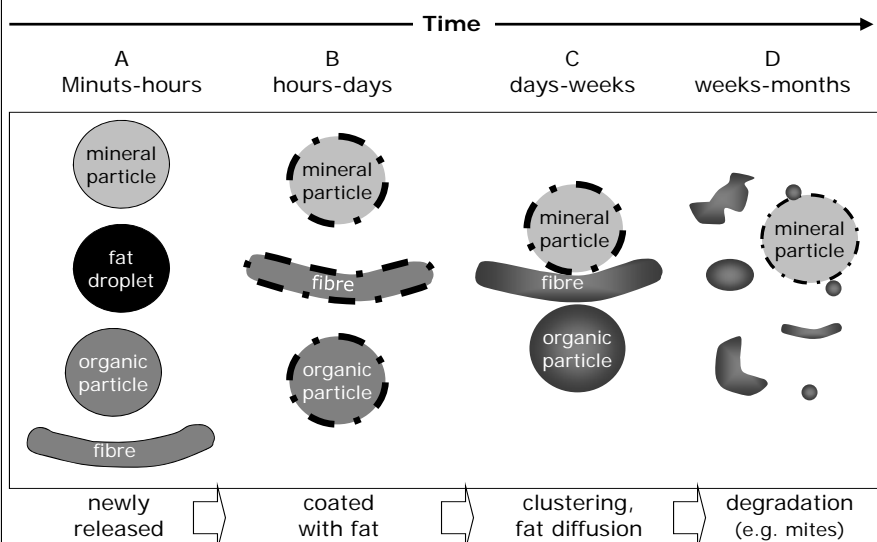 Time
A
Minuts-hours
B
hours-days
C
days-weeks
D
weeks-months
mineral
particle
fat
droplet
organic
particle
fibre
mineral
particle
fibre
organic
particle
mineral
particle
fibre
organic
particle
mineral
particle
newly
released
coated
with fat
clustering,
fat diffusion
degradation
(e.g. mites)